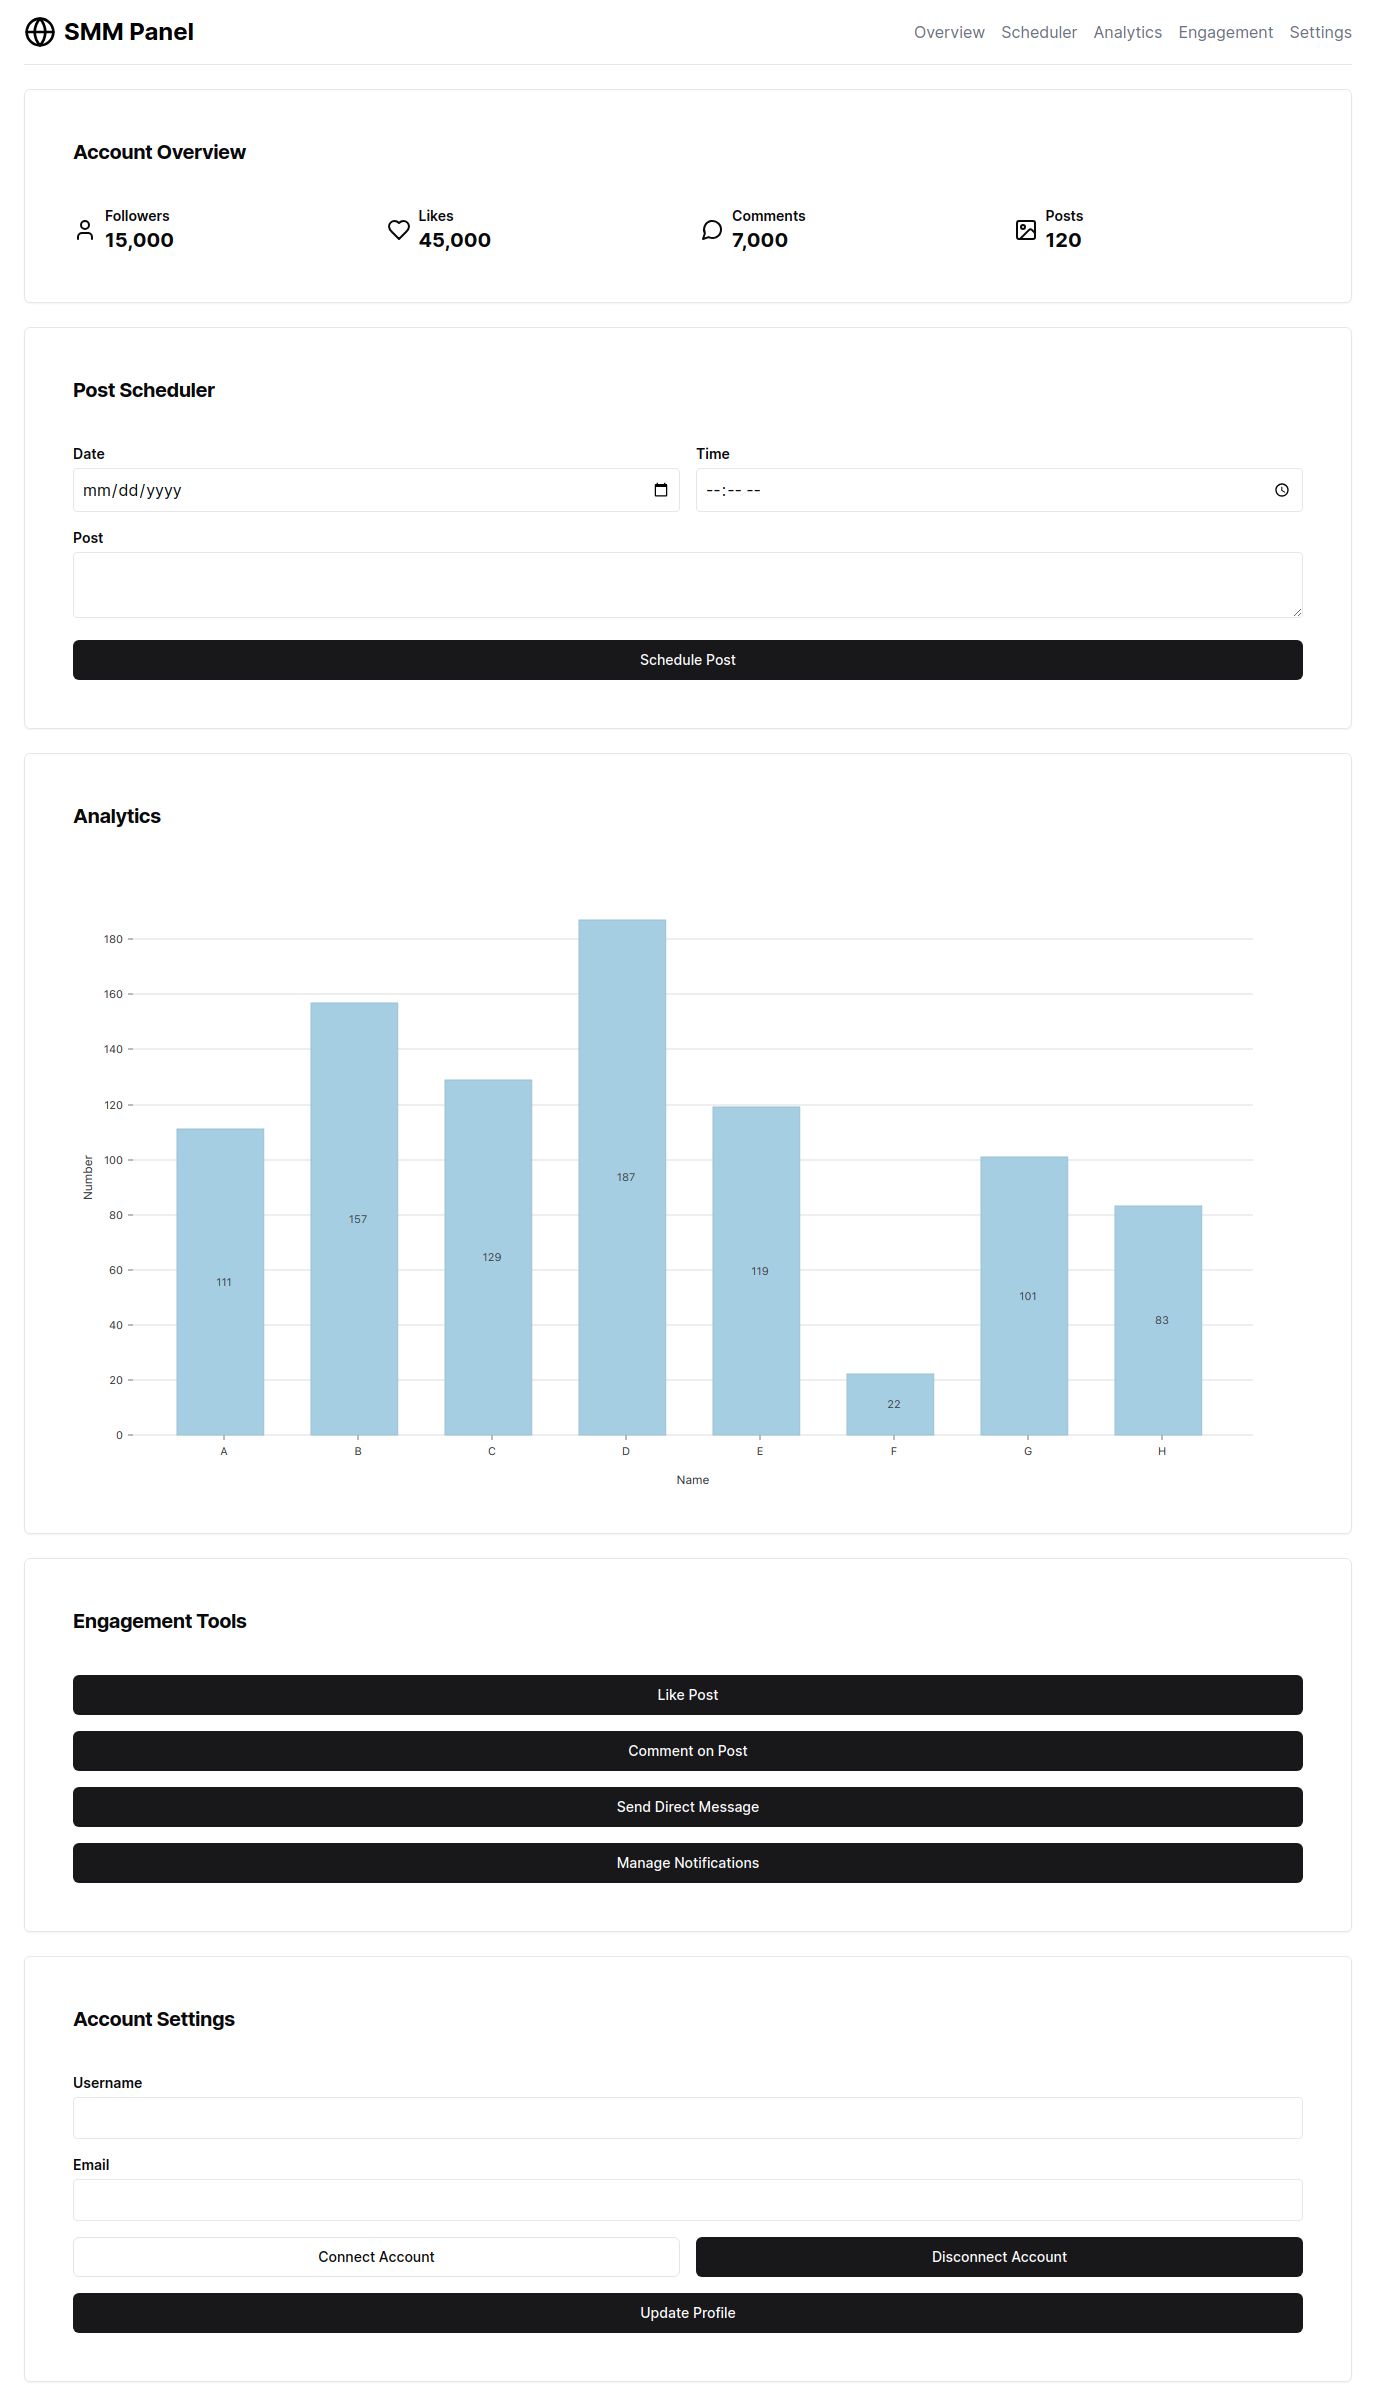 SMM Panel
Overview Scheduler Analytics Engagement Settings
Account Overview
Followers
15,000
Likes
45,000
Comments
7,000
Posts
120
Post Scheduler
Date
mm/dd/yyyy
Time
--:-- --
Post
Schedule Post
Analytics
180
160
140
120
100
80
60
40
20
0
Number
111
157
129
187
119
22
101
83
A B C D E F G H
Name
Engagement Tools
Like Post
Comment on Post
Send Direct Message
Manage Notifications
Account Settings
Username
Email
Connect Account
Disconnect Account
Update Profile